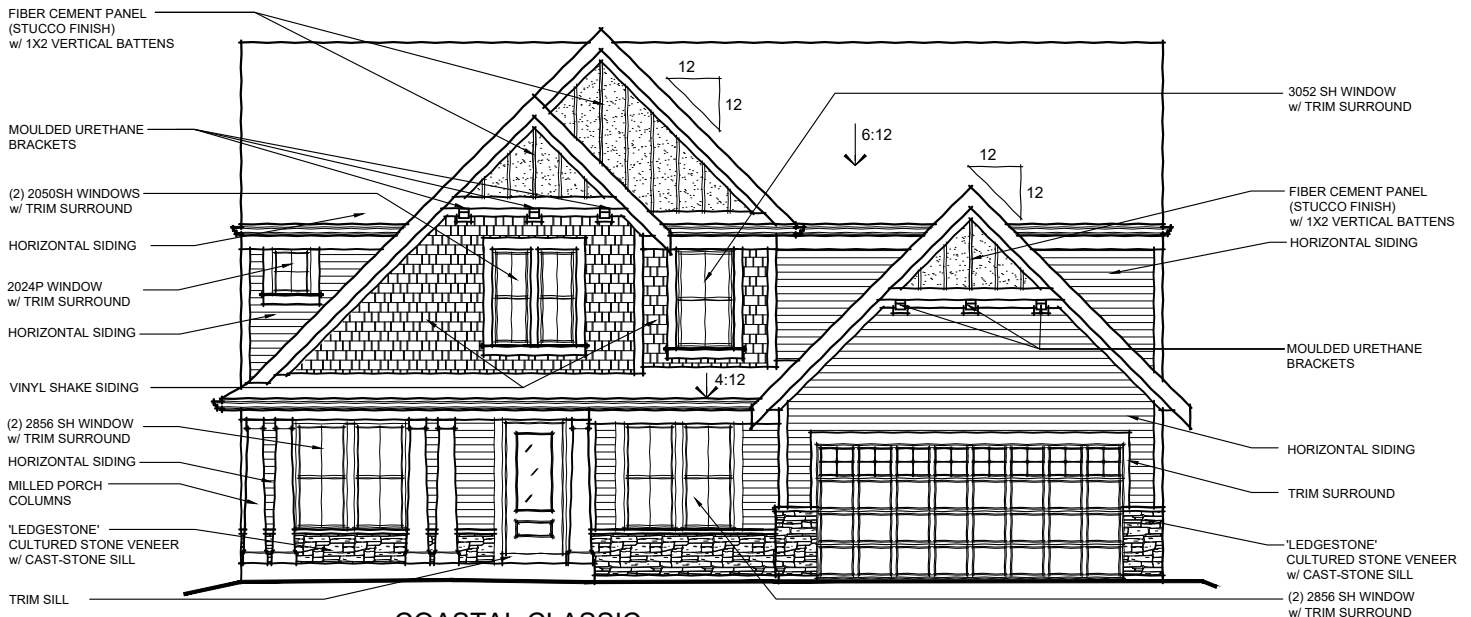 FIBER CEMENT PANEL
(STUCCO FINISH)
w/ 1X2 VERTICAL BATTENS
MOULDED URETHANE
BRACKETS
(2) 2050SH WINDOWS
w/ TRIM SURROUND
HORIZONTAL SIDING
2024P WINDOW
w/ TRIM SURROUND
HORIZONTAL SIDING
VINYL SHAKE SIDING
(2) 2856 SH WINDOW
w/ TRIM SURROUND
HORIZONTAL SIDING
MILLED PORCH
COLUMNS
'LEDGESTONE'
CULTURED STONE VENEER
w/ CAST-STONE SILL
TRIM SILL
12
12
6:12
12
12
4:12
3052 SH WINDOW
w/ TRIM SURROUND
FIBER CEMENT PANEL
(STUCCO FINISH)
w/ 1X2 VERTICAL BATTENS
HORIZONTAL SIDING
MOULDED URETHANE
BRACKETS
HORIZONTAL SIDING
TRIM SURROUND
'LEDGESTONE'
CULTURED STONE VENEER
w/ CAST-STONE SILL
(2) 2856 SH WINDOW
w/ TRIM SURROUND
COASTAL CLASSIC